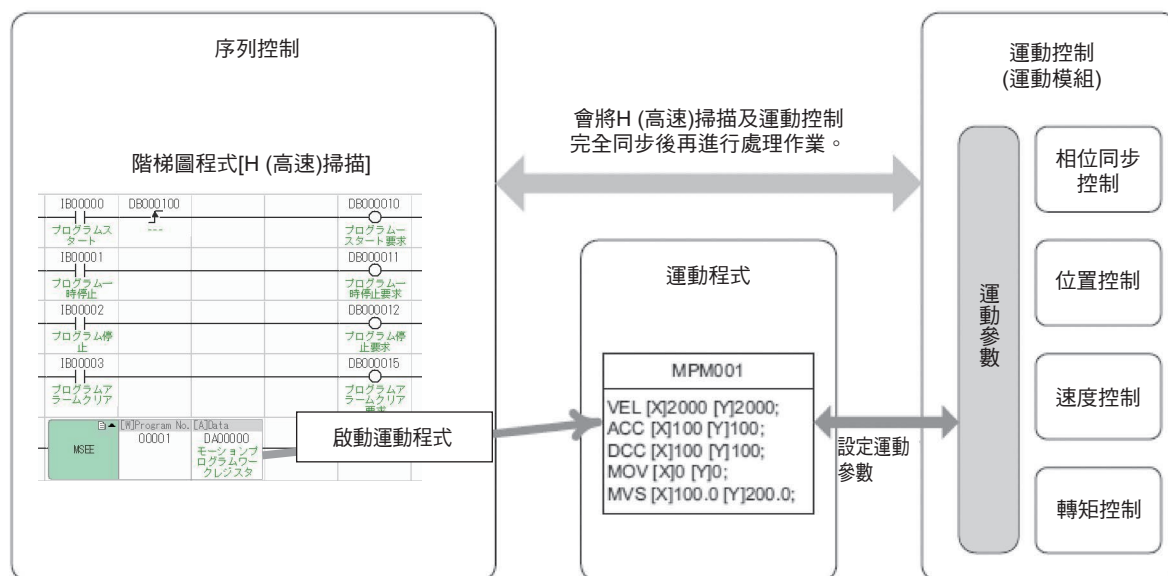 序列控制
階梯圖程式[H (高速)掃描]
IB00000 DB000100 DB000010
プログラムス --- プログラムー
タート スタート要求
IB00001 DB000011
プログラム一 プログラム一
時停止 時停止要求
IB00002 DB000012
プログラム停 プログラム停
止 止要求
IB00003 DB000015
プログラムア プログラムア
ラームクリア ラームクリア
要求
[W]Program No. [A]Data
MSEE 00001 DA00000
モーションプ
ログラムワー
クレジスタ
啟動運動程式
會將H (高速)掃描及運動控制
完全同步後再進行處理作業。
運動程式
MPM001
VEL [X]2000 [Y]2000;
ACC [X]100 [Y]100;
DCC [X]100 [Y]100;
MOV [X]0 [Y]0;
MVS [X]100.0 [Y]200.0;
設定運動
參數
運動控制
(運動模組)
運動參數
相位同步
控制
位置控制
速度控制
轉矩控制